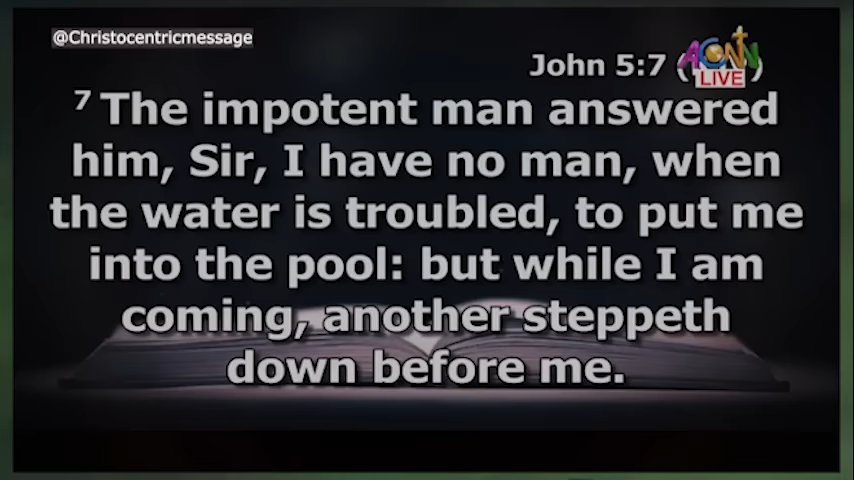 @Christocentricmessage
John 5:7 (
ACNN
LIVE
)
7 The impotent man answered
him, Sir, I have no man, when
the water is troubled, to put me
into the pool: but while I am
coming, another steppeth
down before me.